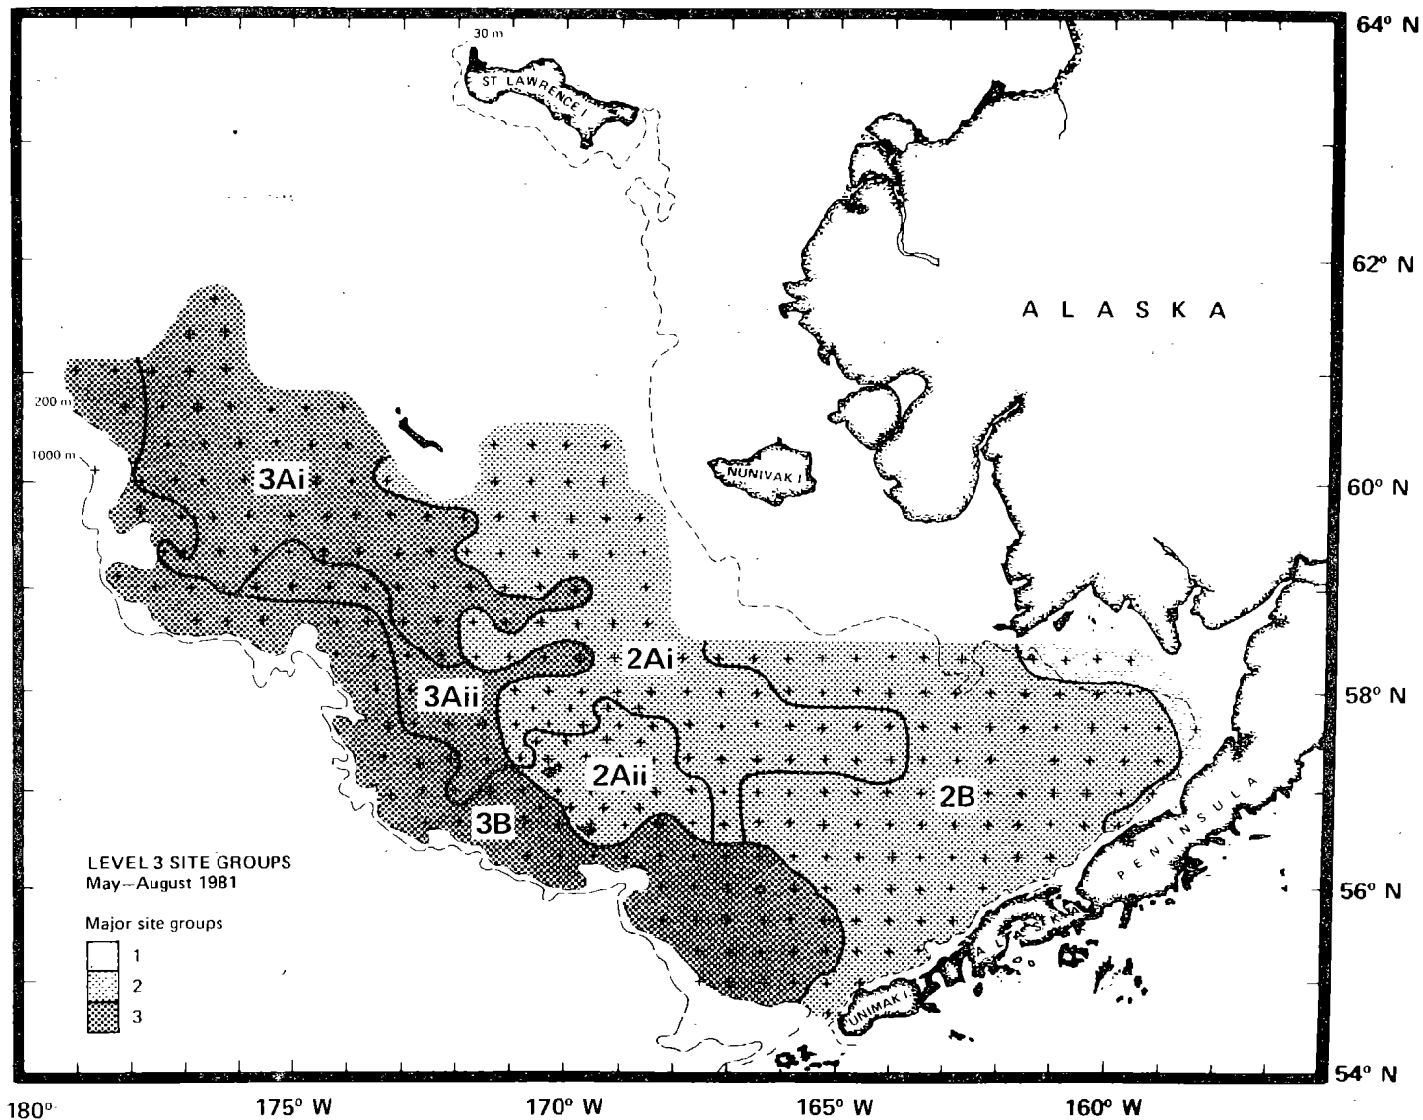 64° N
30 m
ST LAWRENCE I
62° N
A L A S K A
200 m
1000 m
3Ai
NUNIVAK I
60° N
2Ai
3Aii
58° N
2Aii
2B
3B
PENINSULA
LEVEL 3 SITE GROUPS
May—August 1981
56° N
Major site groups
ALASKA
1
2
3
UNIMAK I
54° N
180°
175° W
170° W
165° W
160° W